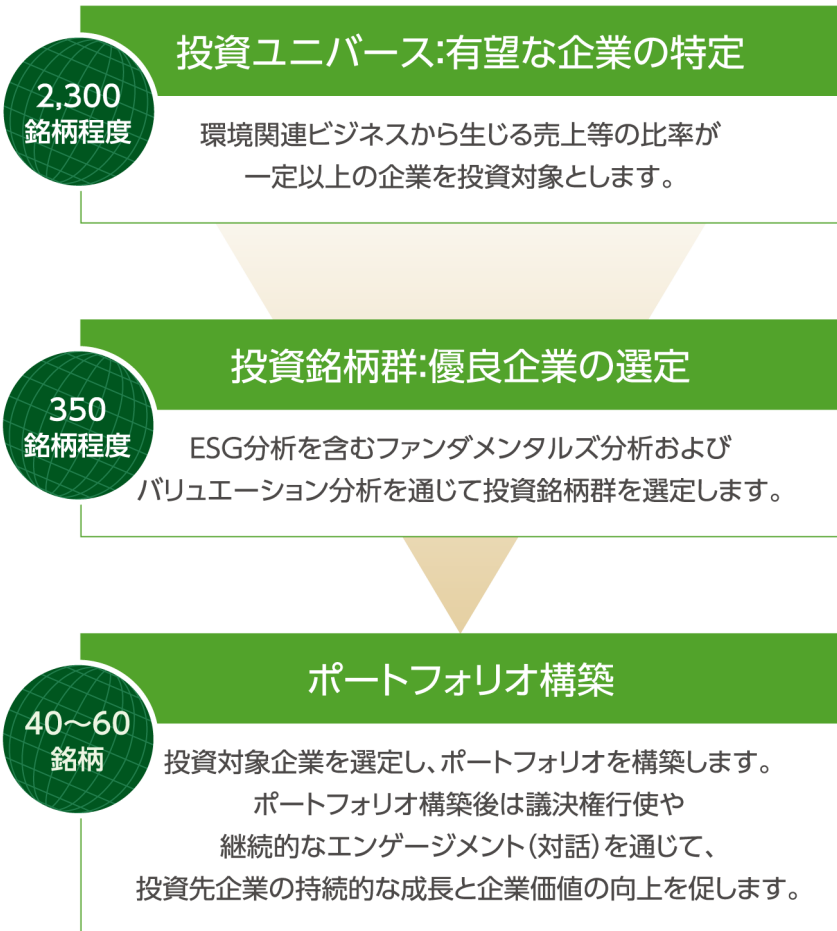 投資ユニバース:有望な企業の特定
2,300
銘柄程度
環境関連ビジネスから生じる売上等の比率が
一定以上の企業を投資対象とします。
投資銘柄群:優良企業の選定
350
銘柄程度
ESG分析を含むファンダメンタルズ分析および
バリュエーション分析を通じて投資銘柄群を選定します。
ポートフォリオ構築
40〜60
銘柄
投資対象企業を選定し、ポートフォリオを構築します。
ポートフォリオ構築後は議決権行使や
継続的なエンゲージメント(対話)を通じて、
投資先企業の持続的な成長と企業価値の向上を促します。